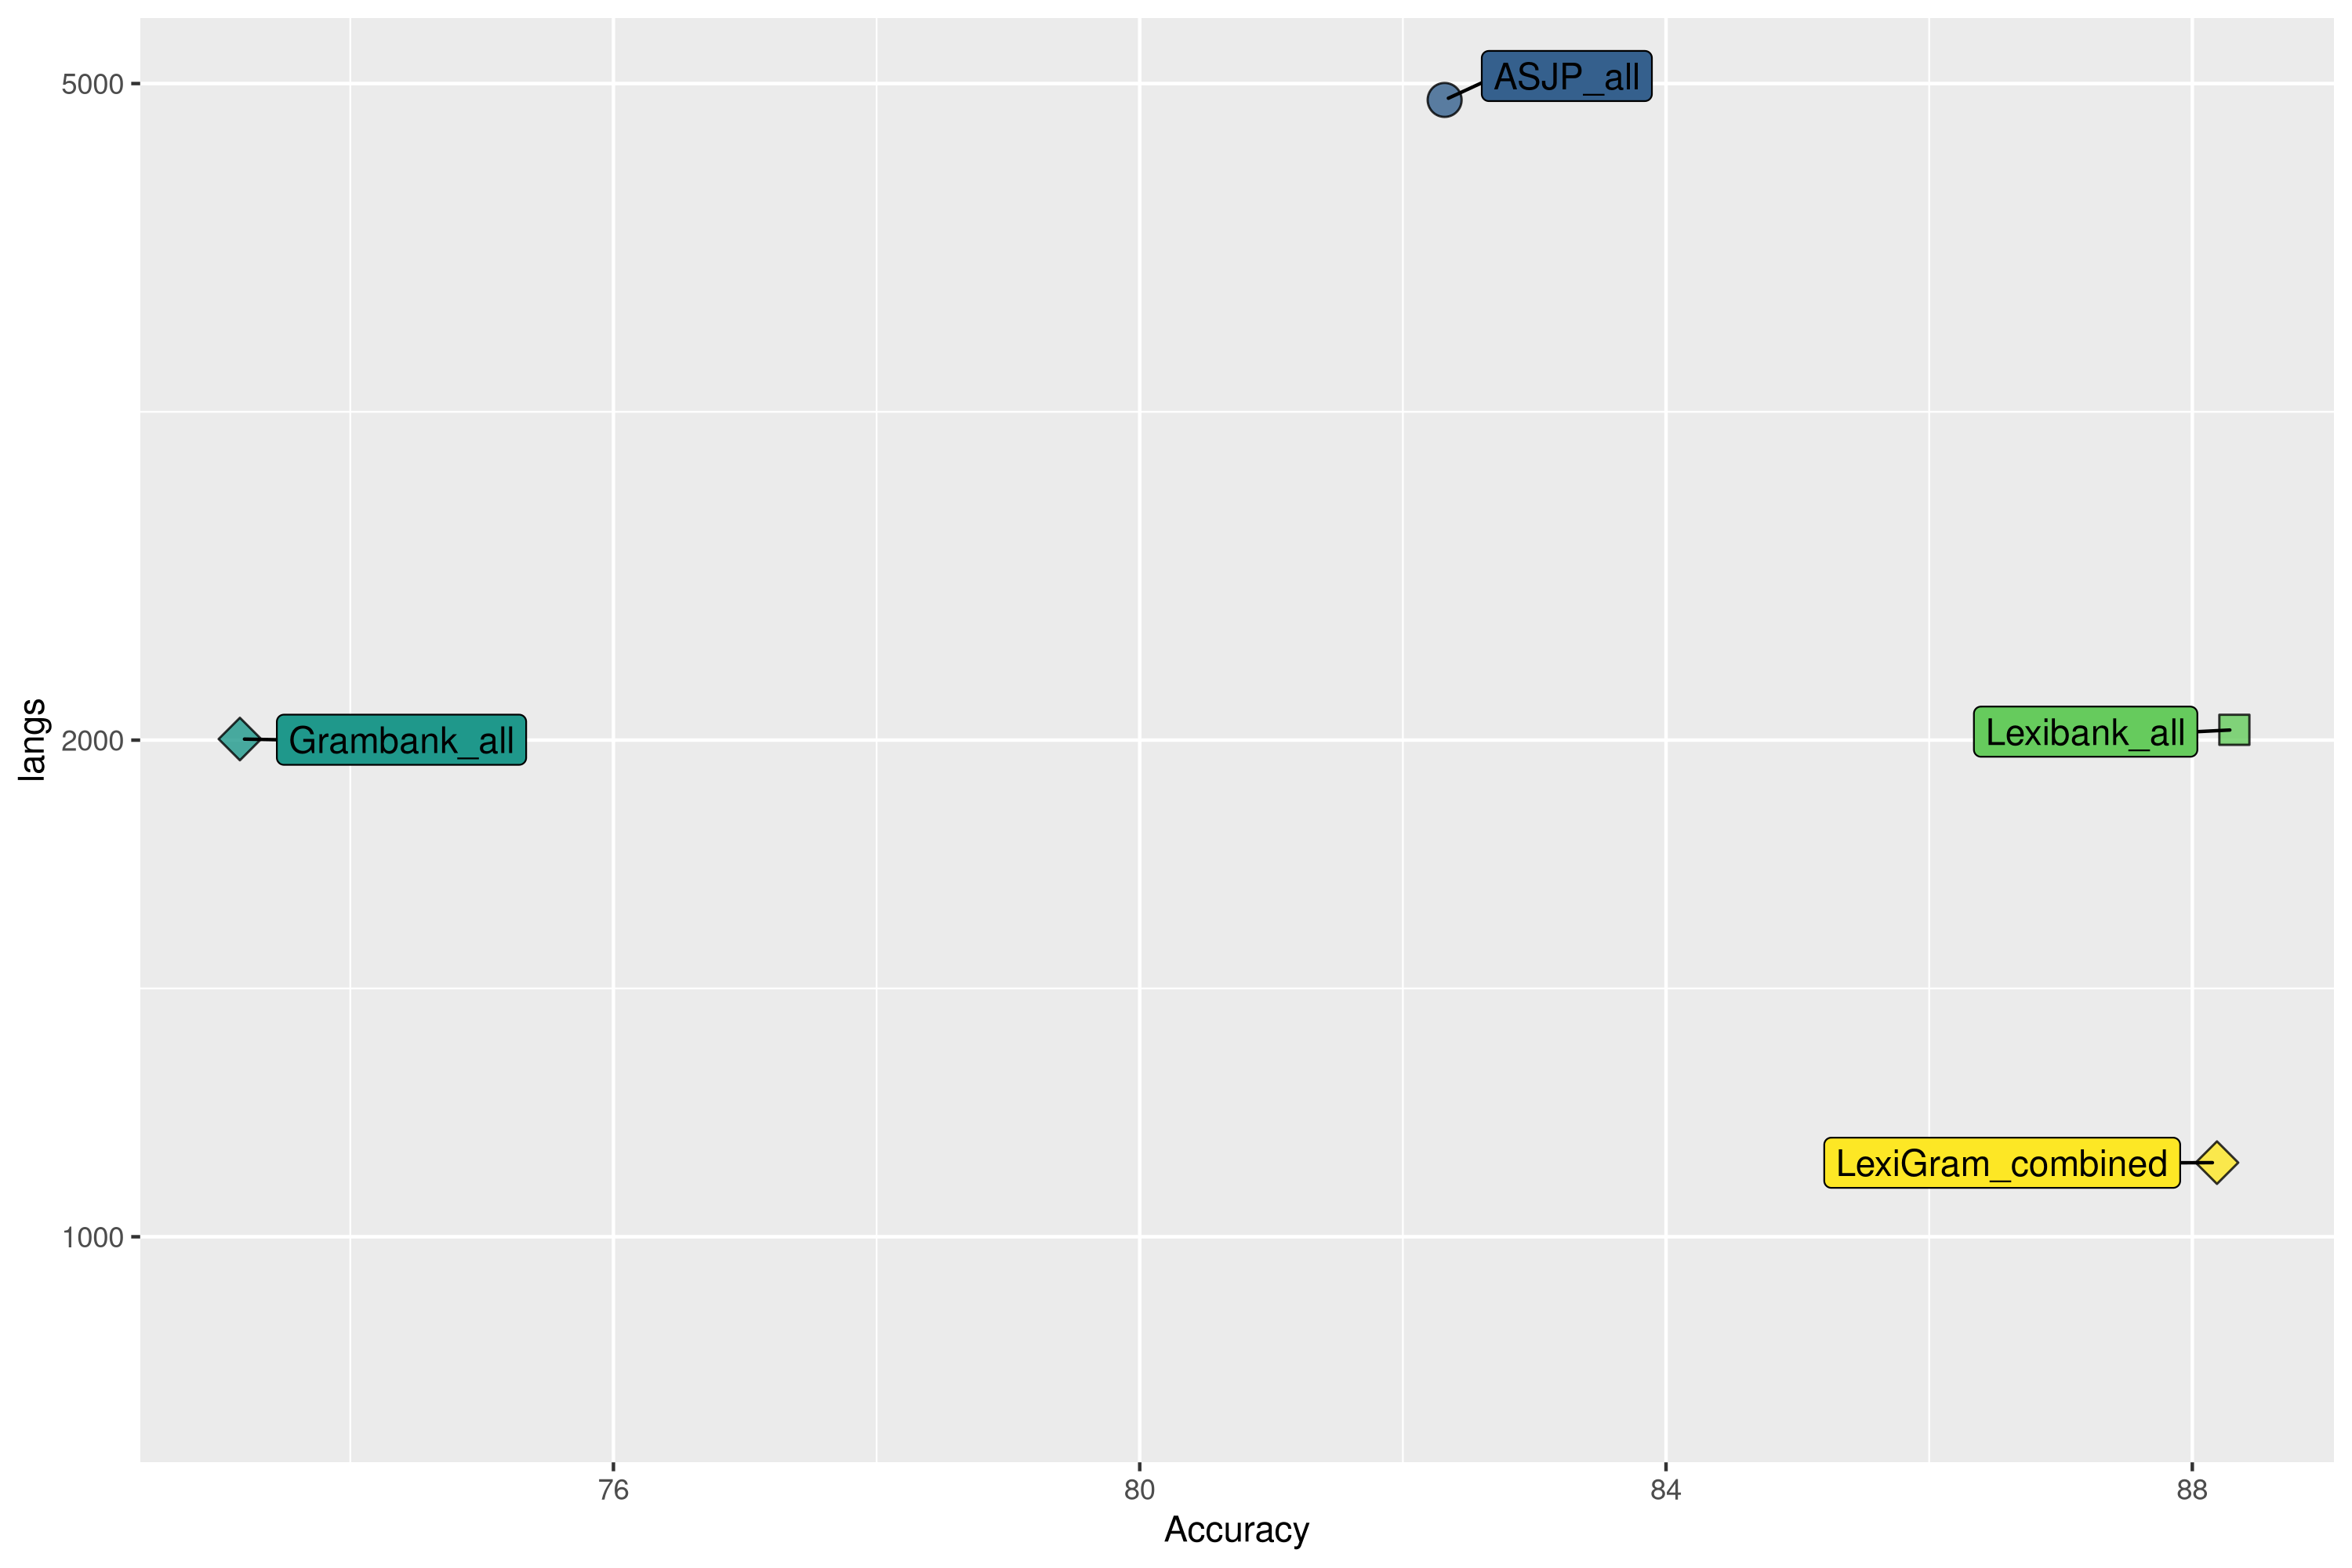 5000
ASJP_all
langs
2000
Grambank_all
Lexibank_all
LexiGram_combined
1000
76
80
84
88
Accuracy